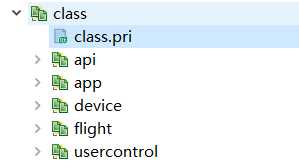 class
class.pri
api
app
device
flight
usercontrol